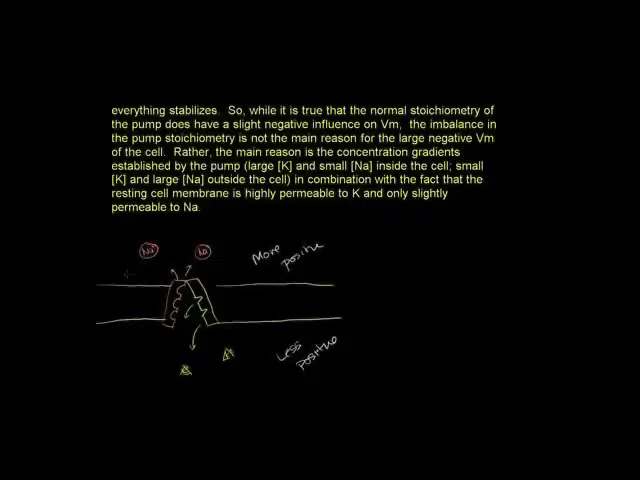 everything stabilizes.  So, while it is true that the normal stoichiometry of
the pump does have a slight negative influence on Vm,  the imbalance in
the pump stoichiometry is not the main reason for the large negative Vm
of the cell.  Rather, the main reason is the concentration gradients
established by the pump (large [K] and small [Na] inside the cell; small
[K] and large [Na] outside the cell) in combination with the fact that the
resting cell membrane is highly permeable to K and only slightly
permeable to Na.
Na Na
More
positive
Less
positive